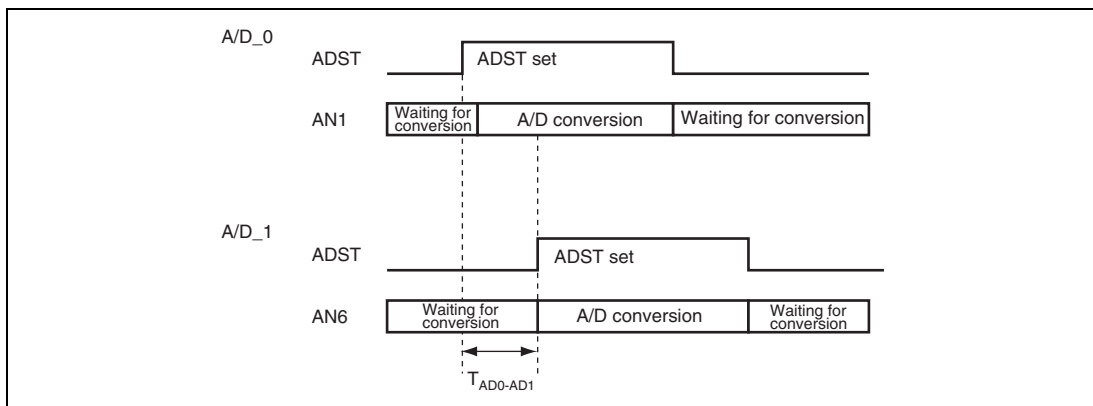 A/D_0
ADST
ADST set
AN1
Waiting for
conversion
A/D conversion
Waiting for conversion
A/D_1
ADST
ADST set
AN6
Waiting for
conversion
A/D conversion
Waiting for
conversion
TAD0-AD1